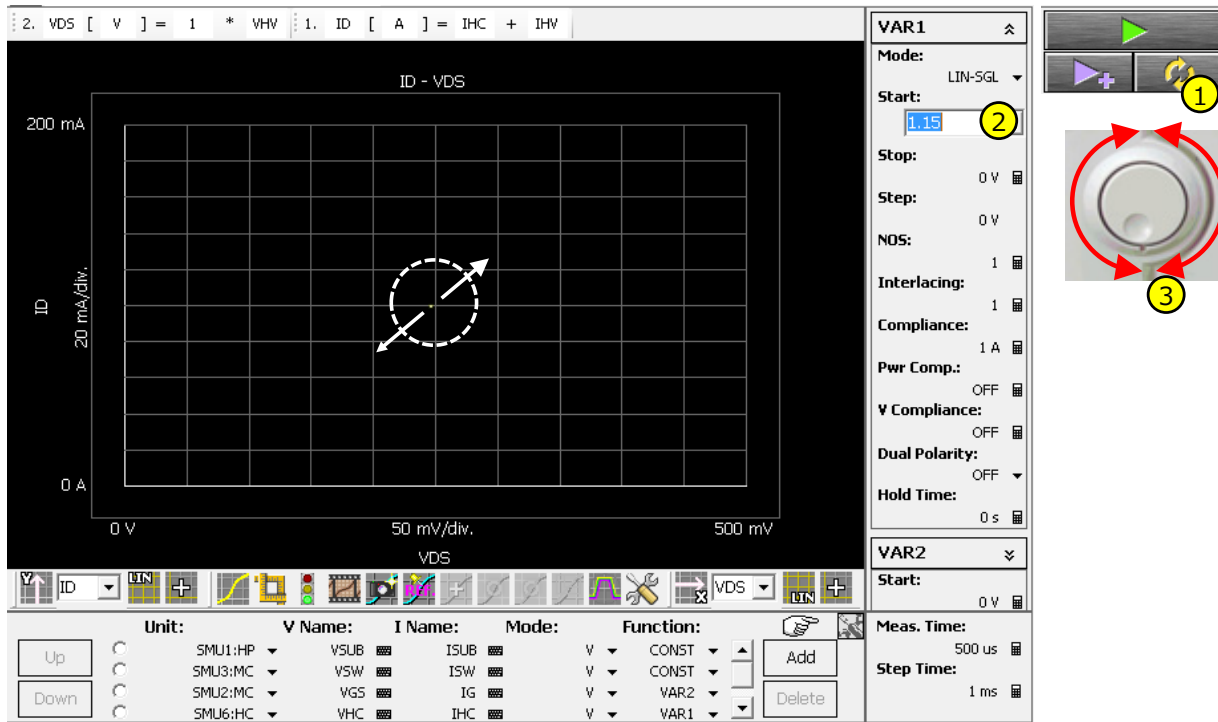 2. VDS [ V ] = 1 * VHV 1. ID [ A ] = IHC + IHV
ID - VDS
200 mA
ID
20 mA/div.
0 A
0 V 50 mV/div. 500 mV
VDS
VAR1
Mode:
LIN-SGL
Start:
1.15
2
Stop:
0 V
Step:
0 V
NOS:
1
Interlacing:
1
Compliance:
1 A
Pwr Comp.:
OFF
V Compliance:
OFF
Dual Polarity:
OFF
Hold Time:
0 s
VAR2
Start:
0 V
1
3
Y ID LIN X VDS LIN
Unit: V Name: I Name: Mode: Function:
Up SMU1:HP VSUB ISUB V CONST Add
SMU3:MC VSW ISW V CONST
Down SMU2:MC VGS IG V VAR2 Delete
SMU6:HC VHC IHC V VAR1
Meas. Time:
500 us
Step Time:
1 ms